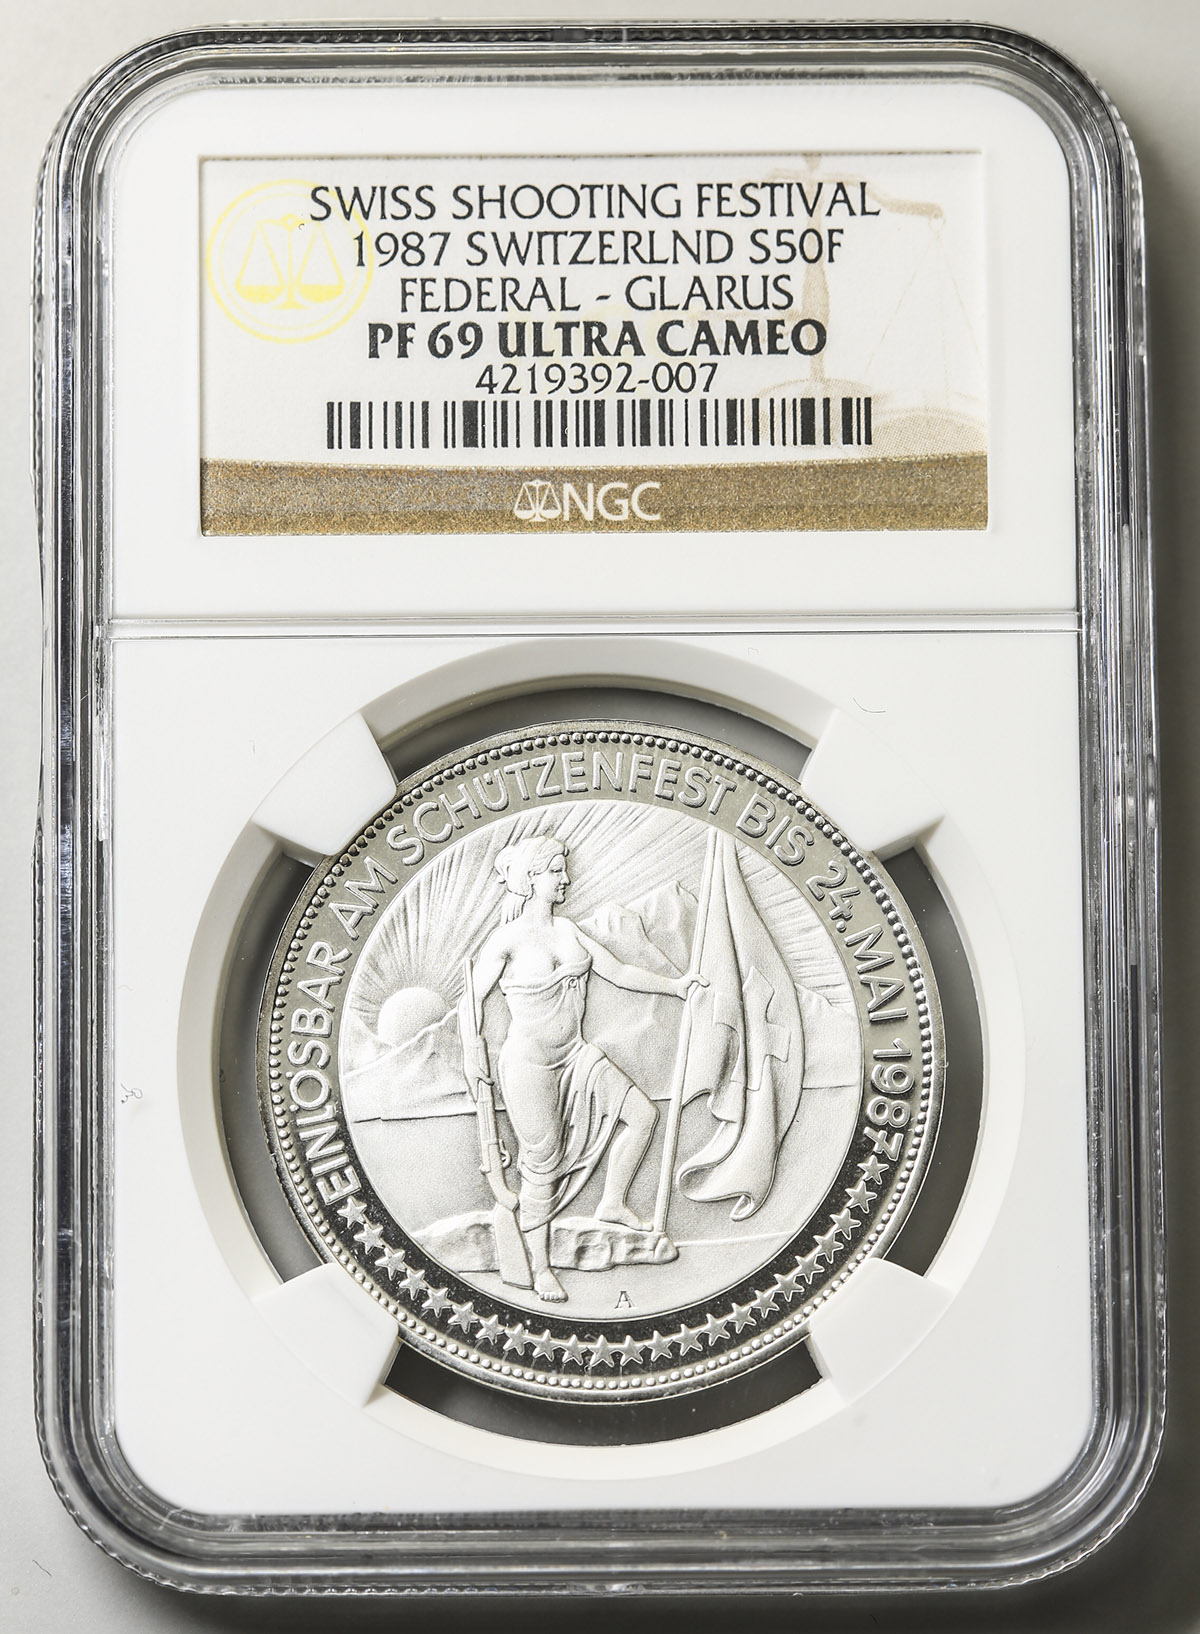 SWISS SHOOTING FESTIVAL
1987 SWITZERLND S50F
FEDERAL - GLARUS
PF 69 ULTRA CAMEO
4219392-007
NGC
EINLÖSBAR AM SCHÜTZENFEST BIS 24. MAI 1987
A